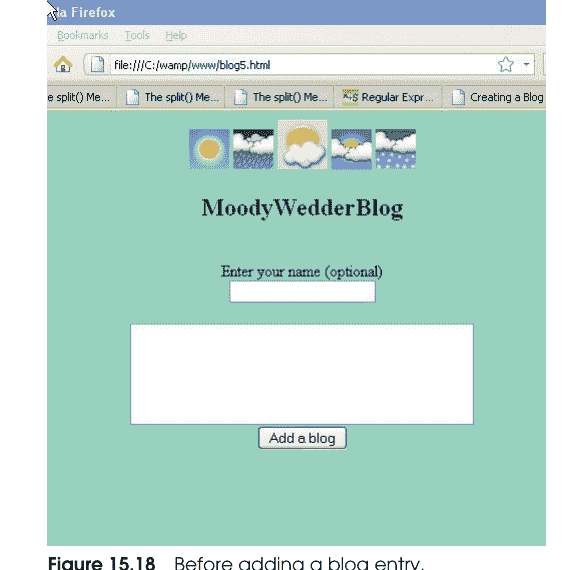 la Firefox
Bookmarks Tools Help
file:///C:/wamp/www/blog5.html
e split() Me... The split() Me... The split() Me... Regular Expr... Creating a Blog
MoodyWedderBlog
Enter your name (optional)
Add a blog
Figure 15.18 Before adding a blog entry.